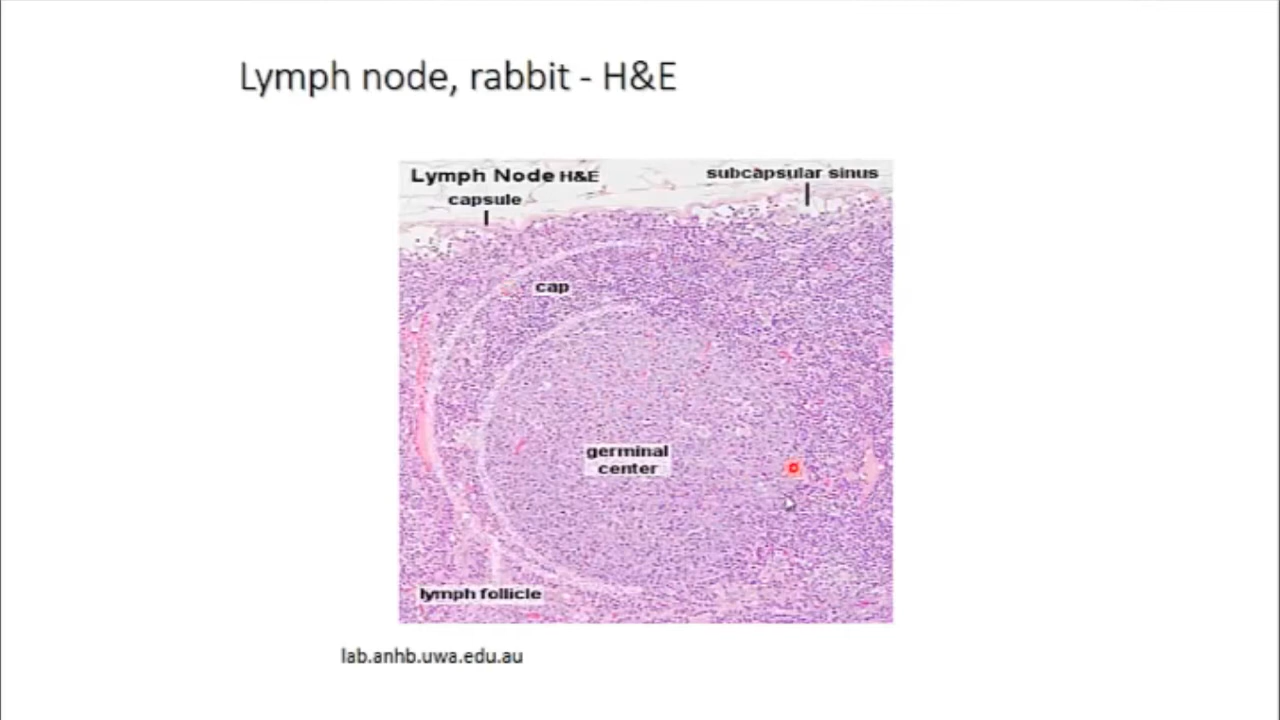 Lymph node, rabbit - H&E
Lymph Node H&E
subcapsular sinus
capsule
cap
germinal
center
lymph follicle
lab.anhb.uwa.edu.au